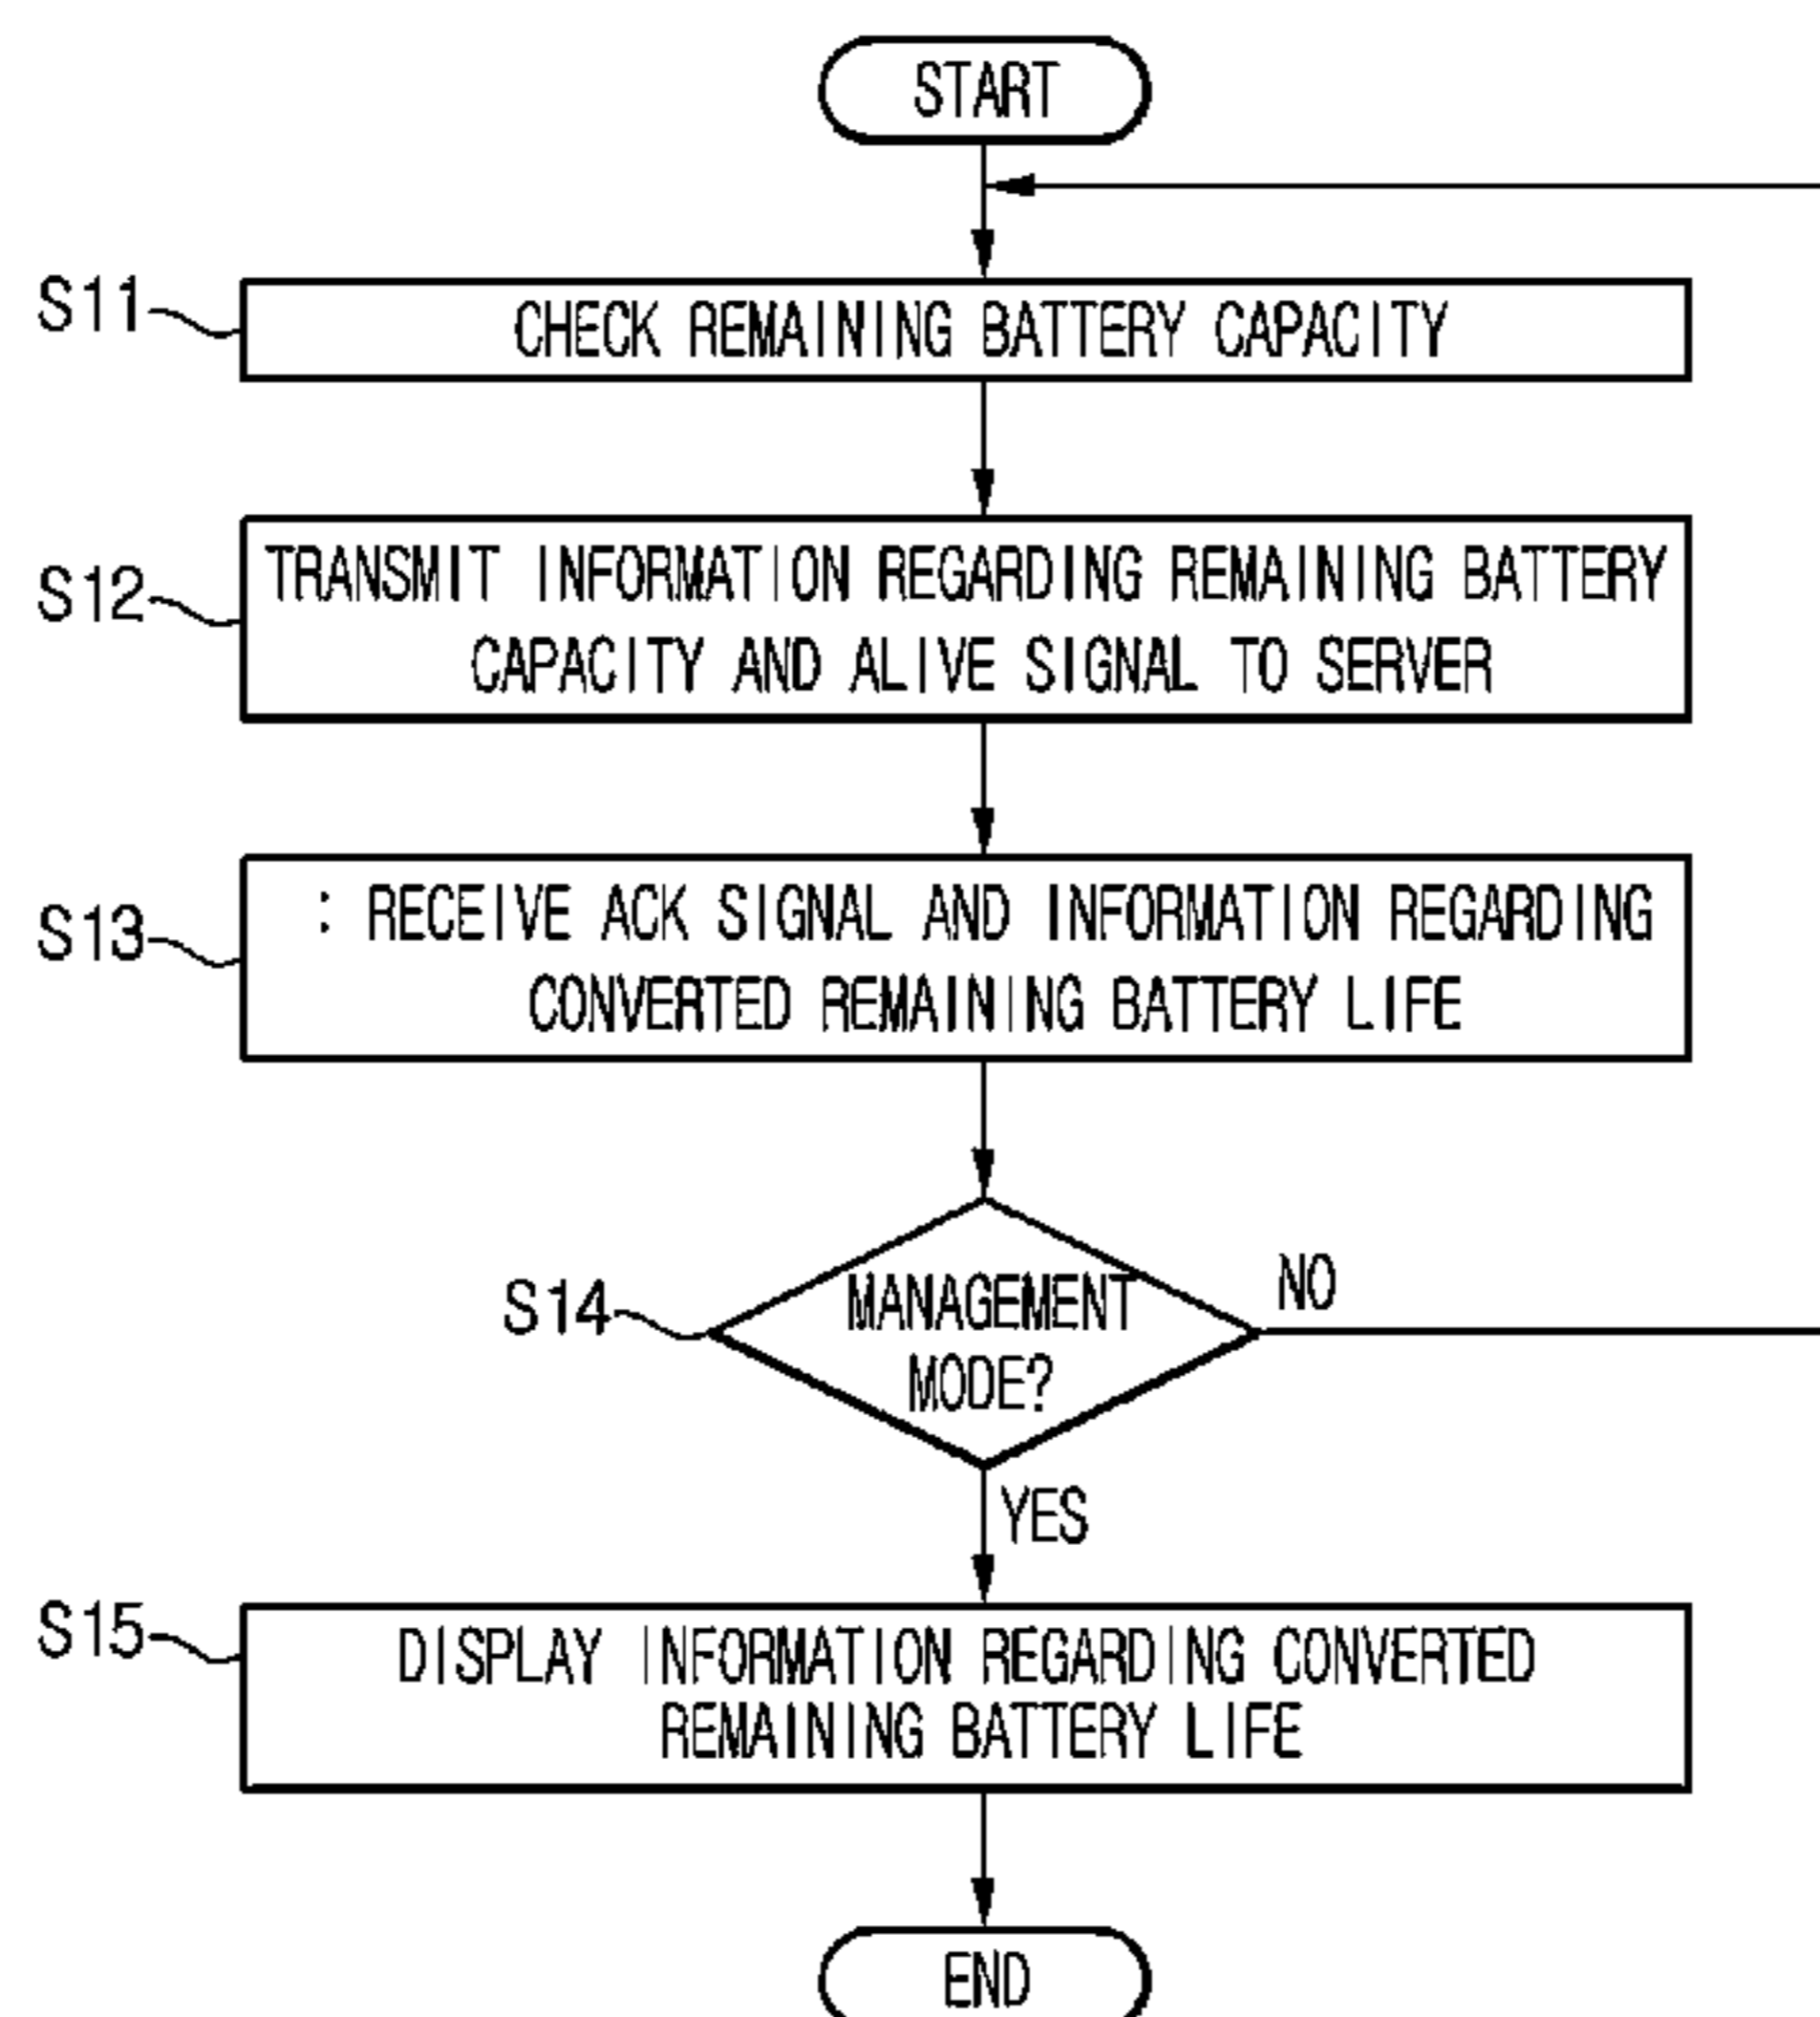 START
S11
CHECK REMAINING BATTERY CAPACITY
S12
TRANSMIT INFORMATION REGARDING REMAINING BATTERY
CAPACITY AND ALIVE SIGNAL TO SERVER
S13
: RECEIVE ACK SIGNAL AND INFORMATION REGARDING
CONVERTED REMAINING BATTERY LIFE
S14
MANAGEMENT
MODE?
NO
YES
S15
DISPLAY INFORMATION REGARDING CONVERTED
REMAINING BATTERY LIFE
END